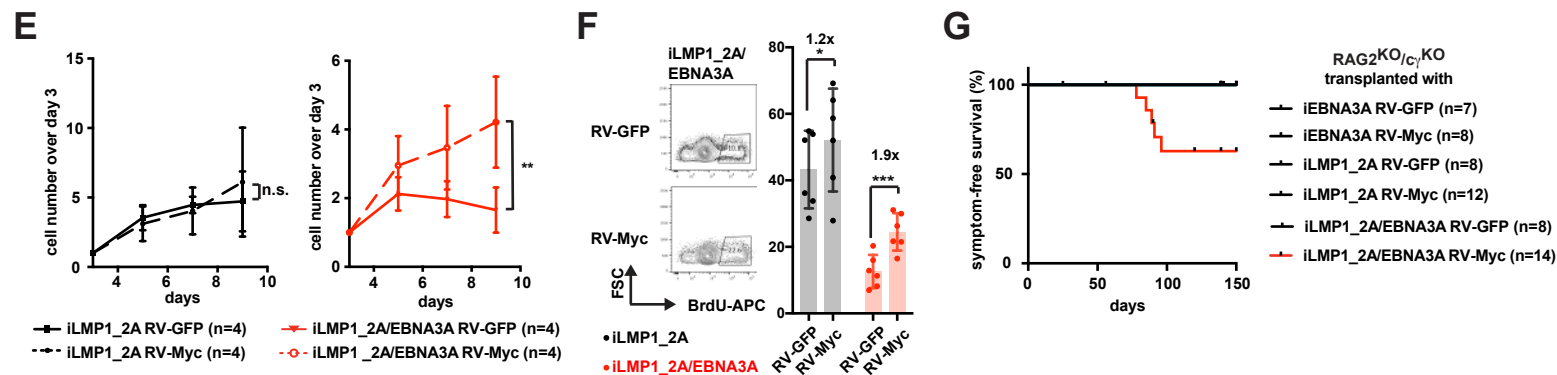 E
cell number over day 3
15
10
5
0
4
6
8
10
days
n.s.
cell number over day 3
6
4
2
0
4
6
8
10
days
**
iLMP1_2A RV-GFP (n=4)
iLMP1_2A RV-Myc (n=4)
iLMP1_2A/EBNA3A RV-GFP (n=4)
iLMP1_2A/EBNA3A RV-Myc (n=4)
F
iLMP1_2A/
EBNA3A
RV-GFP
RV-Myc
FSC
BrdU-APC
iLMP1_2A
iLMP1_2A/EBNA3A
80
60
40
20
0
1.2x
*
1.9x
***
RV-GFP
RV-Myc
RV-GFP
RV-Myc
G
symptom-free survival (%)
100
50
0
0
50
100
150
days
RAG2KO/cγKO
transplanted with
iEBNA3A RV-GFP (n=7)
iEBNA3A RV-Myc (n=8)
iLMP1_2A RV-GFP (n=8)
iLMP1_2A RV-Myc (n=12)
iLMP1_2A/EBNA3A RV-GFP (n=8)
iLMP1_2A/EBNA3A RV-Myc (n=14)